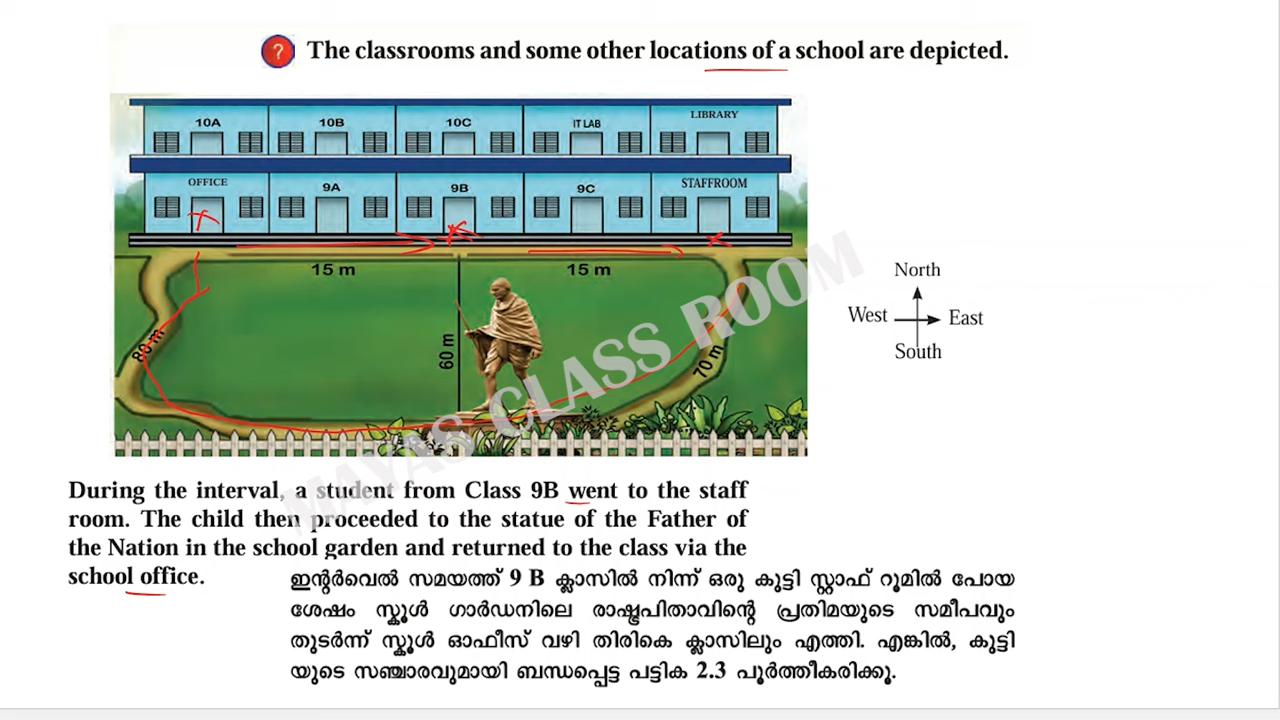 ?
The classrooms and some other locations of a school are depicted.
10A 10B 10C IT LAB LIBRARY
OFFICE 9A 9B 9C STAFFROOM
15 m 15 m
80 m 60 m 70 m
North
West East
South
MAYAS CLASS ROOM
During the interval, a student from Class 9B went to the staff
room. The child then proceeded to the statue of the Father of
the Nation in the school garden and returned to the class via the
school office.
ഇന്റർവെൽ സമയത്ത് 9 B ക്ലാസിൽ നിന്ന് ഒരു കുട്ടി സ്റ്റാഫ് റൂമിൽ പോയ
ശേഷം സ്കൂൾ ഗാർഡനിലെ രാഷ്ട്രപിതാവിന്റെ പ്രതിമയുടെ സമീപവും
തുടർന്ന് സ്കൂൾ ഓഫീസ് വഴി തിരികെ ക്ലാസിലും എത്തി. എങ്കിൽ, കുട്ടി
യുടെ സഞ്ചാരവുമായി ബന്ധപ്പെട്ട പട്ടിക 2.3 പൂർത്തീകരിക്കൂ.